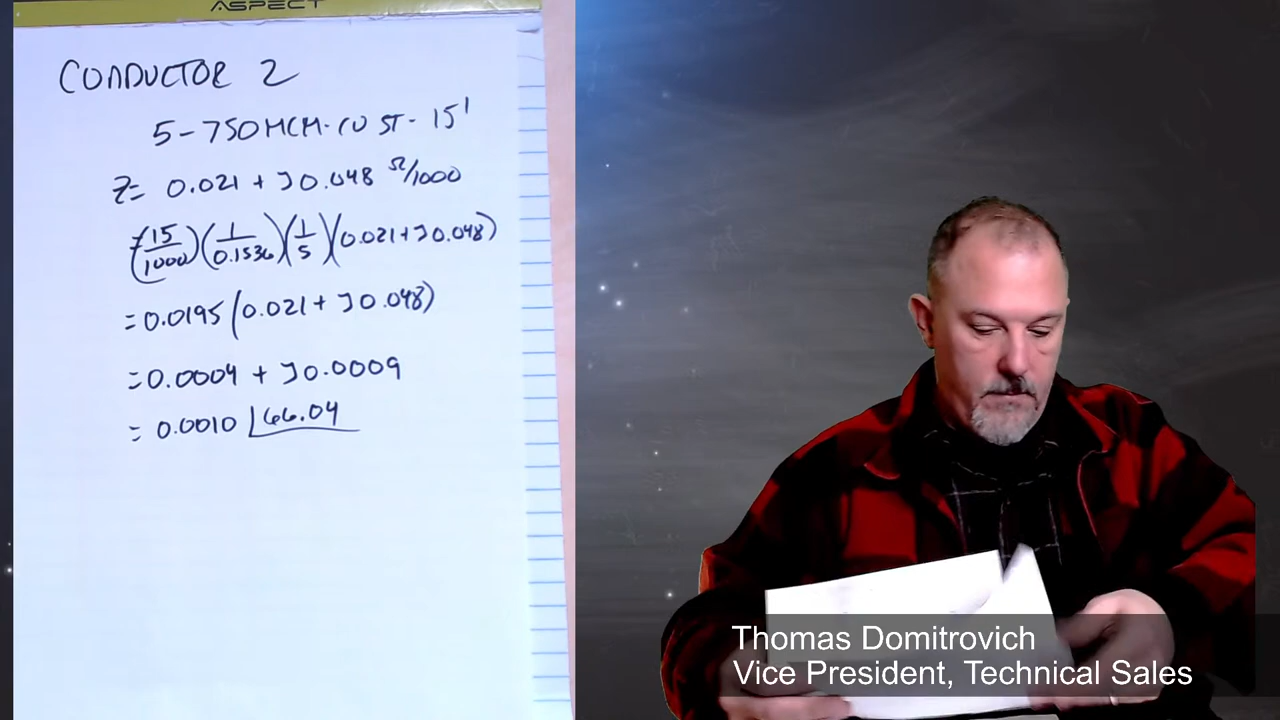 ASPECT
CONDUCTOR 2
5-750MCM-CU ST-15'
Z= 0.021 + J0.048 Ω/1000
(15/1000)(1/0.1536)(1/5)(0.021+J0.048)
=0.0195(0.021+J0.048)
=0.0004 + J0.0009
= 0.0010 ∠66.04
Thomas Domitrovich
Vice President, Technical Sales